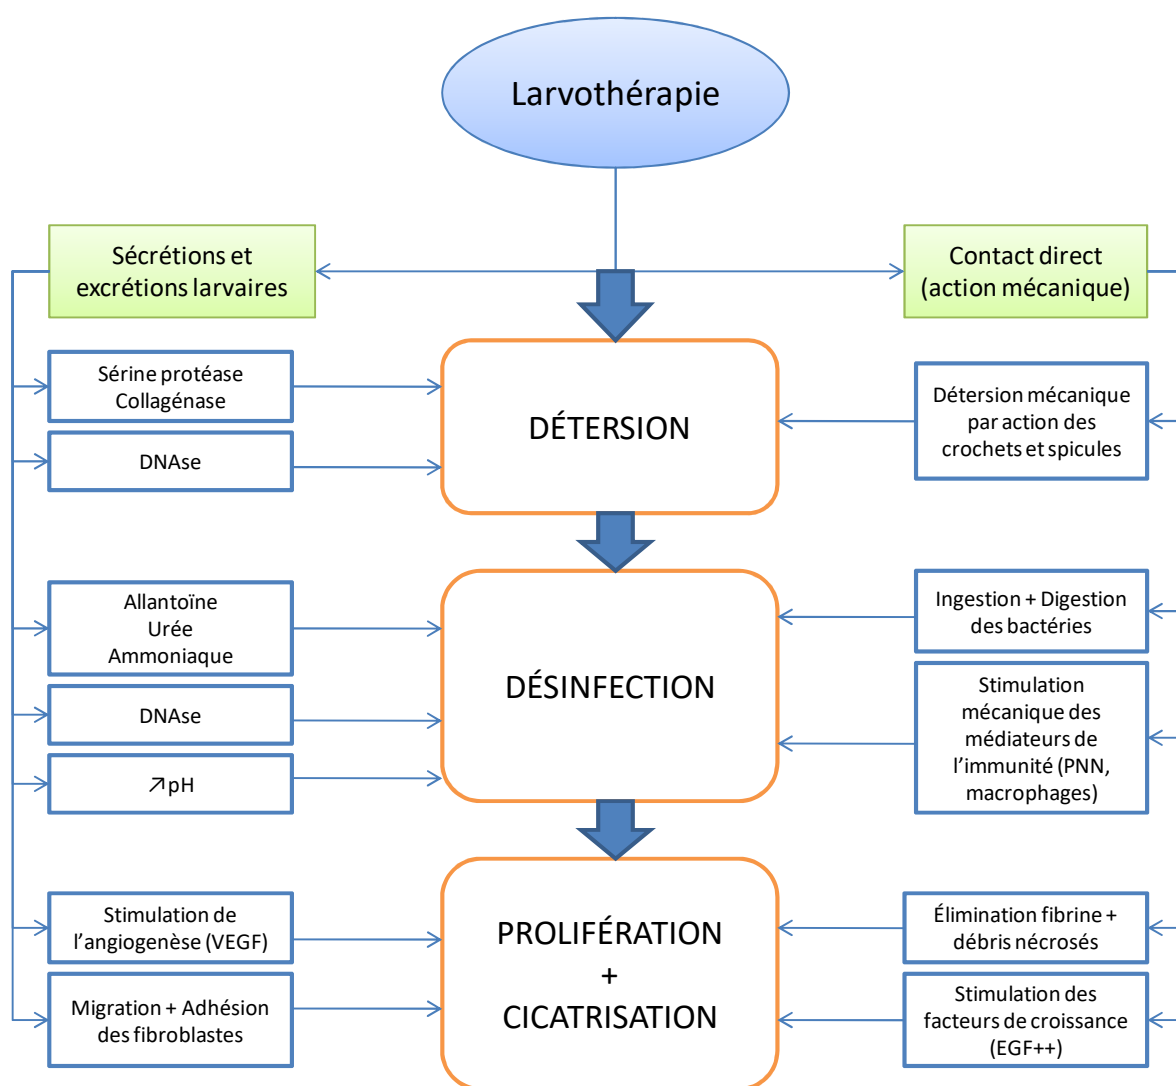 Larvothérapie
Sécrétions et
excrétions larvaires
Contact direct
(action mécanique)
Sérine protéase
Collagénase
DNAse
DÉTERSION
Détersion mécanique
par action des
crochets et spicules
Allantoïne
Urée
Ammoniaque
DNAse
↗pH
DÉSINFECTION
Ingestion + Digestion
des bactéries
Stimulation
mécanique des
médiateurs de
l’immunité (PNN,
macrophages)
Stimulation de
l’angiogenèse (VEGF)
Migration + Adhésion
des fibroblastes
PROLIFÉRATION
+
CICATRISATION
Élimination fibrine +
débris nécrosés
Stimulation des
facteurs de croissance
(EGF++)